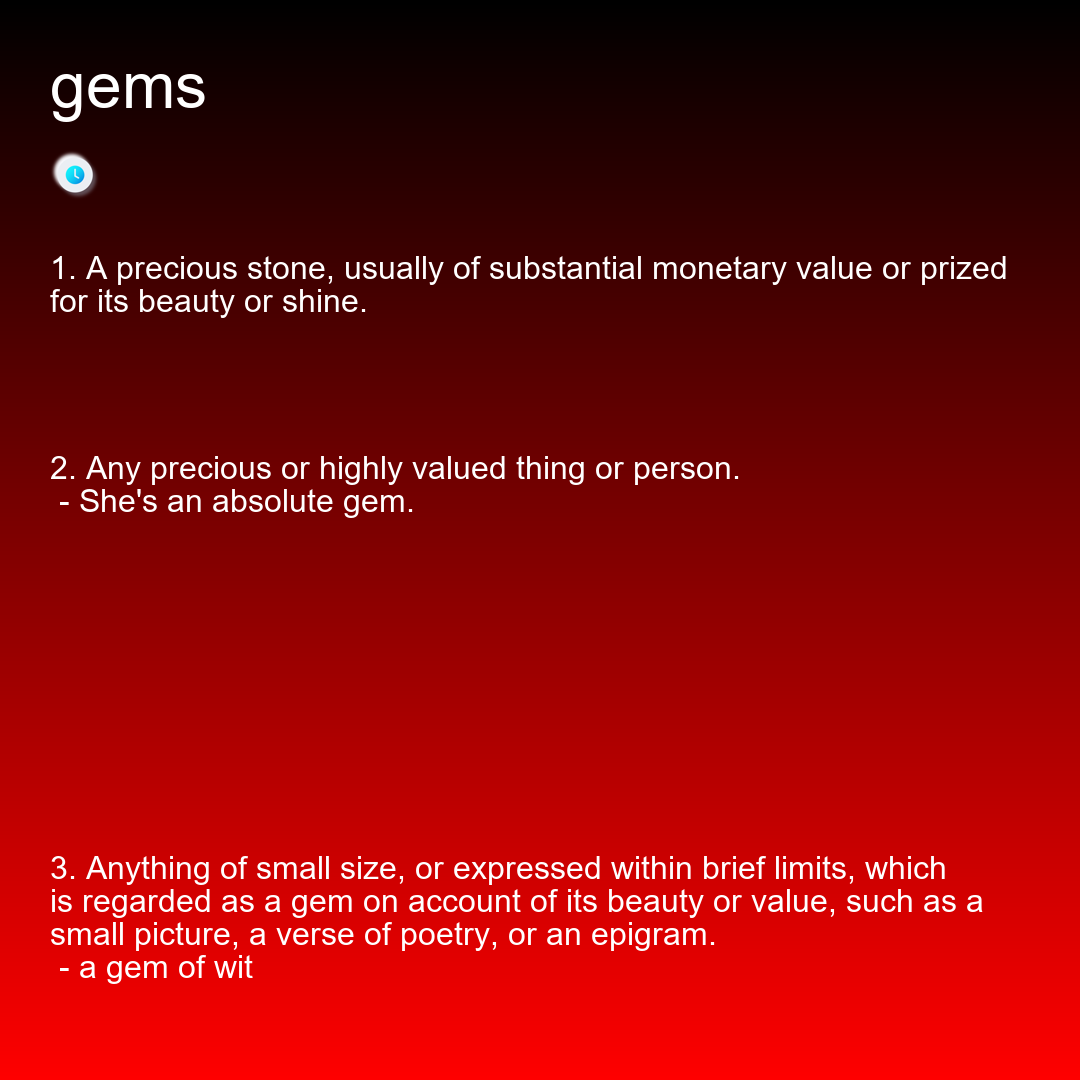 gems
1. A precious stone, usually of substantial monetary value or prized
for its beauty or shine.
2. Any precious or highly valued thing or person.
- She's an absolute gem.
3. Anything of small size, or expressed within brief limits, which
is regarded as a gem on account of its beauty or value, such as a
small picture, a verse of poetry, or an epigram.
- a gem of wit